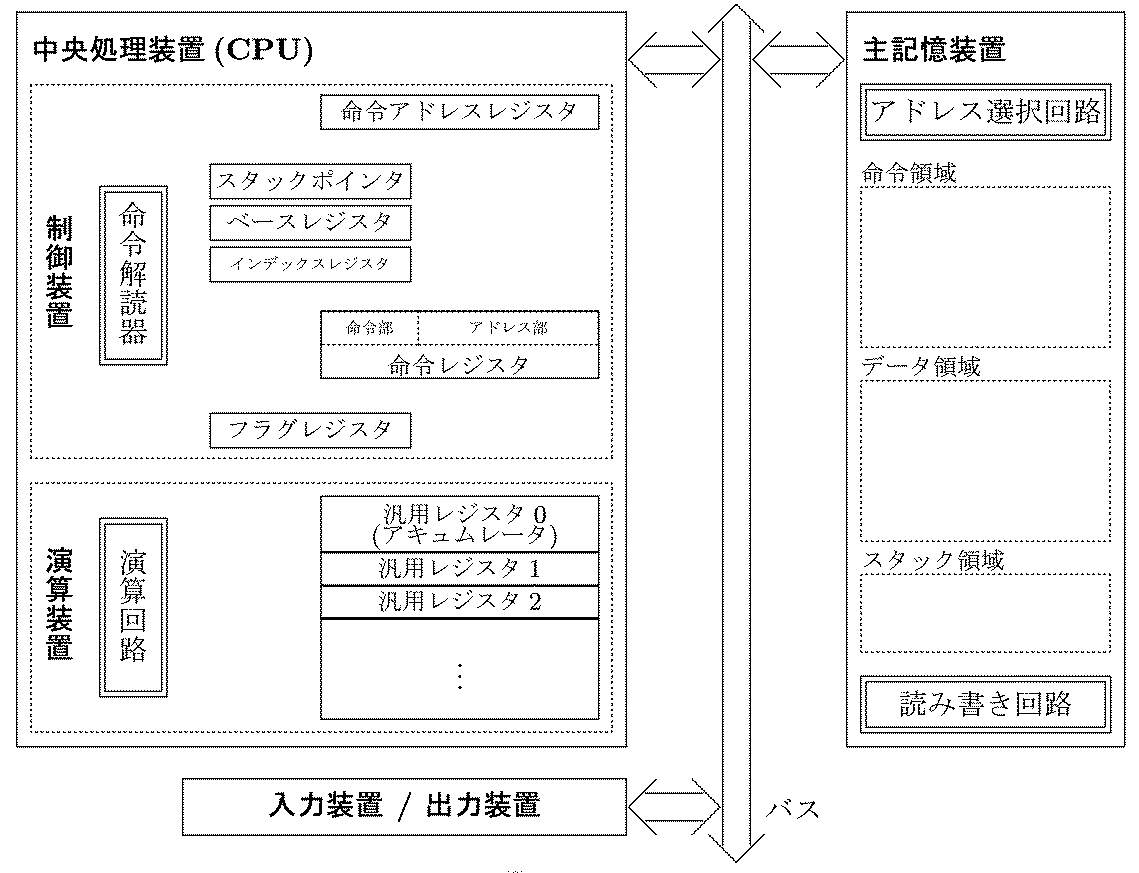 中央処理装置 (CPU)
制御装置
命令解読器
命令アドレスレジスタ
スタックポインタ
ベースレジスタ
インデックスレジスタ
命令部 アドレス部
命令レジスタ
フラグレジスタ
演算装置
演算回路
汎用レジスタ 0
(アキュムレータ)
汎用レジスタ 1
汎用レジスタ 2
⋮
入力装置 / 出力装置
バス
主記憶装置
アドレス選択回路
命令領域
データ領域
スタック領域
読み書き回路